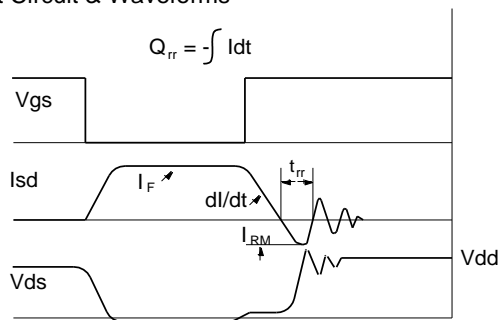 t Circuit & Waveforms
Qrr = -∫ Idt
Vgs
Isd
IF
dI/dt
trr
IRM
Vds
Vdd